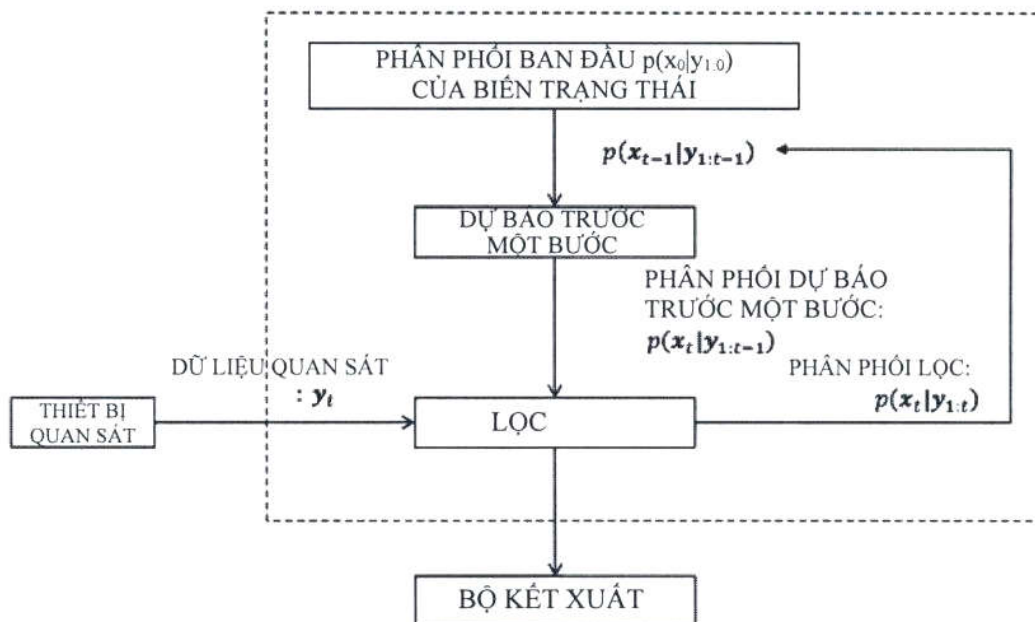 PHÂN PHỐI BAN ĐẦU p(x₀|y₁:₀)
CỦA BIẾN TRẠNG THÁI
p(xₜ₋₁|y₁:ₜ₋₁)
DỰ BÁO TRƯỚC
MỘT BƯỚC
PHÂN PHỐI DỰ BÁO
TRƯỚC MỘT BƯỚC:
p(xₜ|y₁:ₜ₋₁)
DỮ LIỆU QUAN SÁT
: yₜ
PHÂN PHỐI LỌC:
p(xₜ|y₁:ₜ)
THIẾT BỊ
QUAN SÁT
LỌC
BỘ KẾT XUẤT